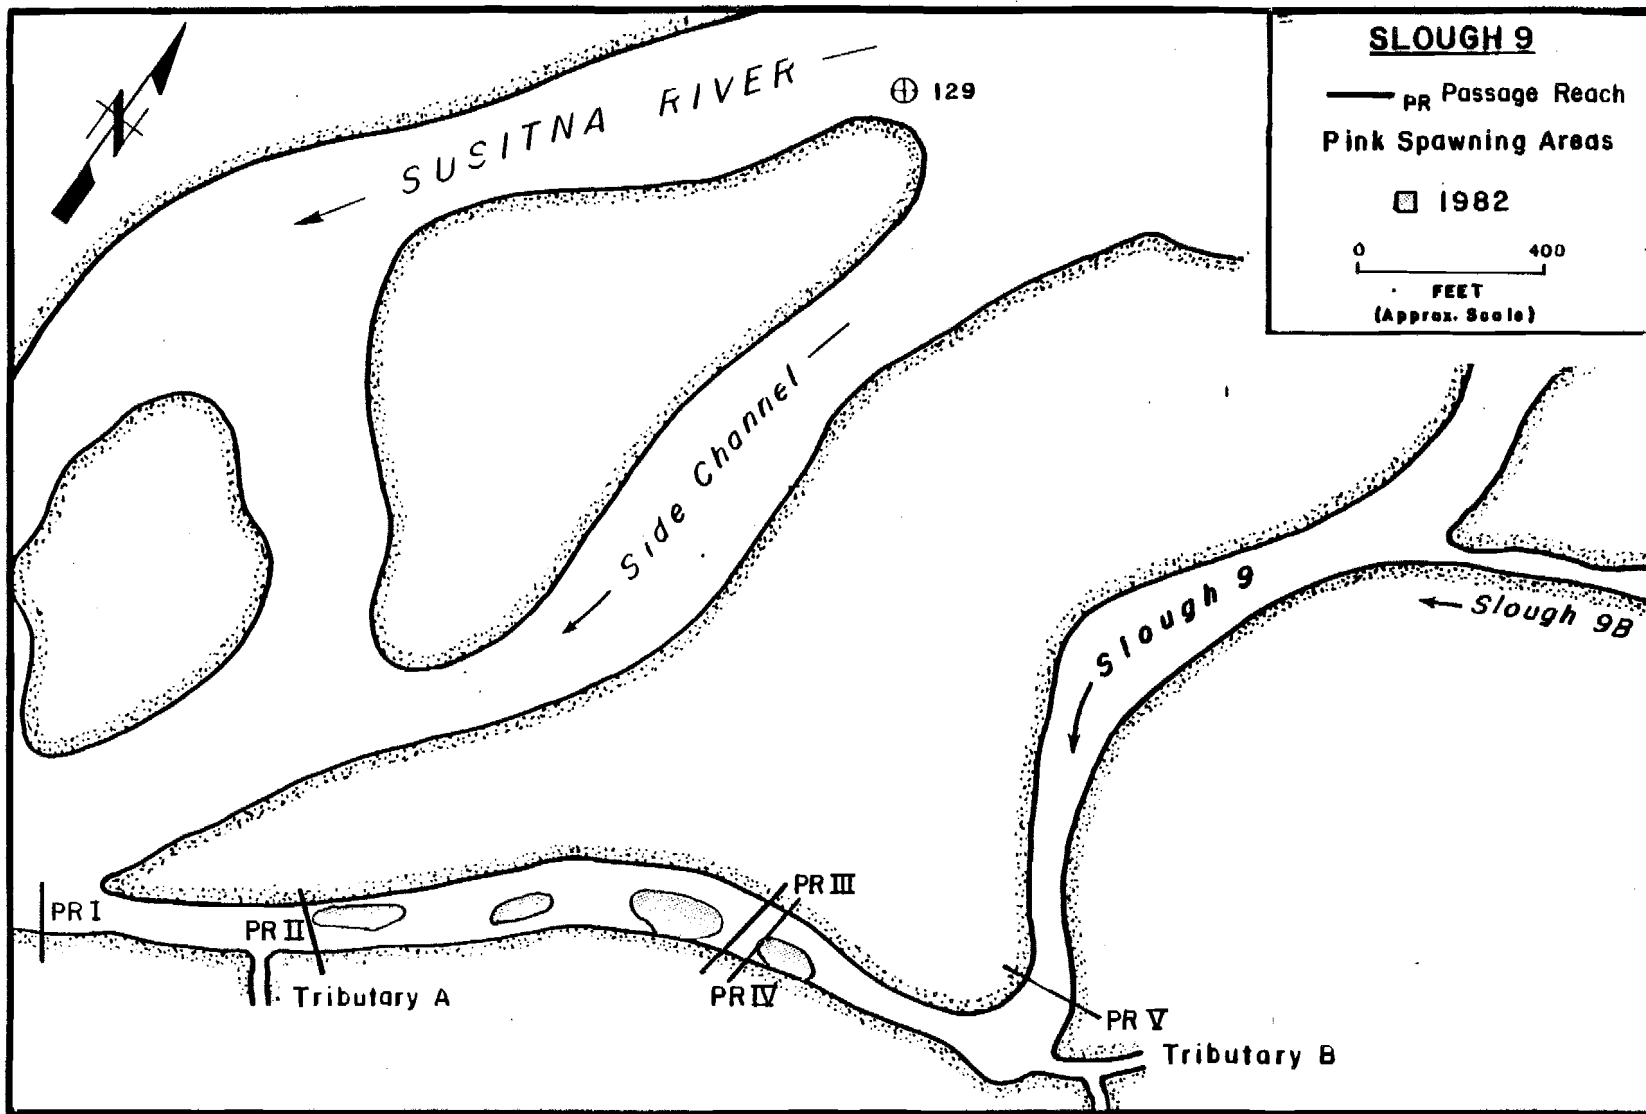 SLOUGH 9
PR Passage Reach
Pink Spawning Areas
1982
0 400
FEET
(Approx. Scale)
N
SUSITNA RIVER
129
Side Channel
Slough 9
Slough 9B
PR I
PR II
PR III
PR IV
PR V
Tributary A
Tributary B